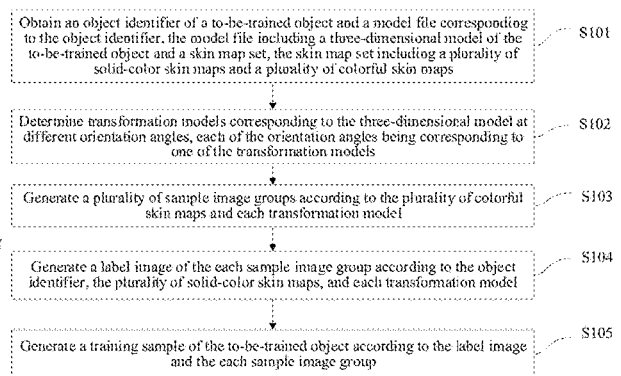 Obtain an object identifier of a to-be-trained object and a model file corresponding
to the object identifier, the model file including a three-dimensional model of
the to-be-trained object and a skin map set, the skin map set including a plurality of
solid-color skin maps and a plurality of colorful skin maps
S101
Determine transformation models corresponding to the three-dimensional model at
different orientation angles, each of the orientation angles being corresponding to
one of the transformation models
S102
Generate a plurality of sample image groups according to the plurality of colorful
skin maps and each transformation model
S103
Generate a label image of the each sample image group according to the object
identifier, the plurality of solid-color skin maps, and each transformation model
S104
Generate a training sample of the to-be-trained object according to the label image
and the each sample image group
S105